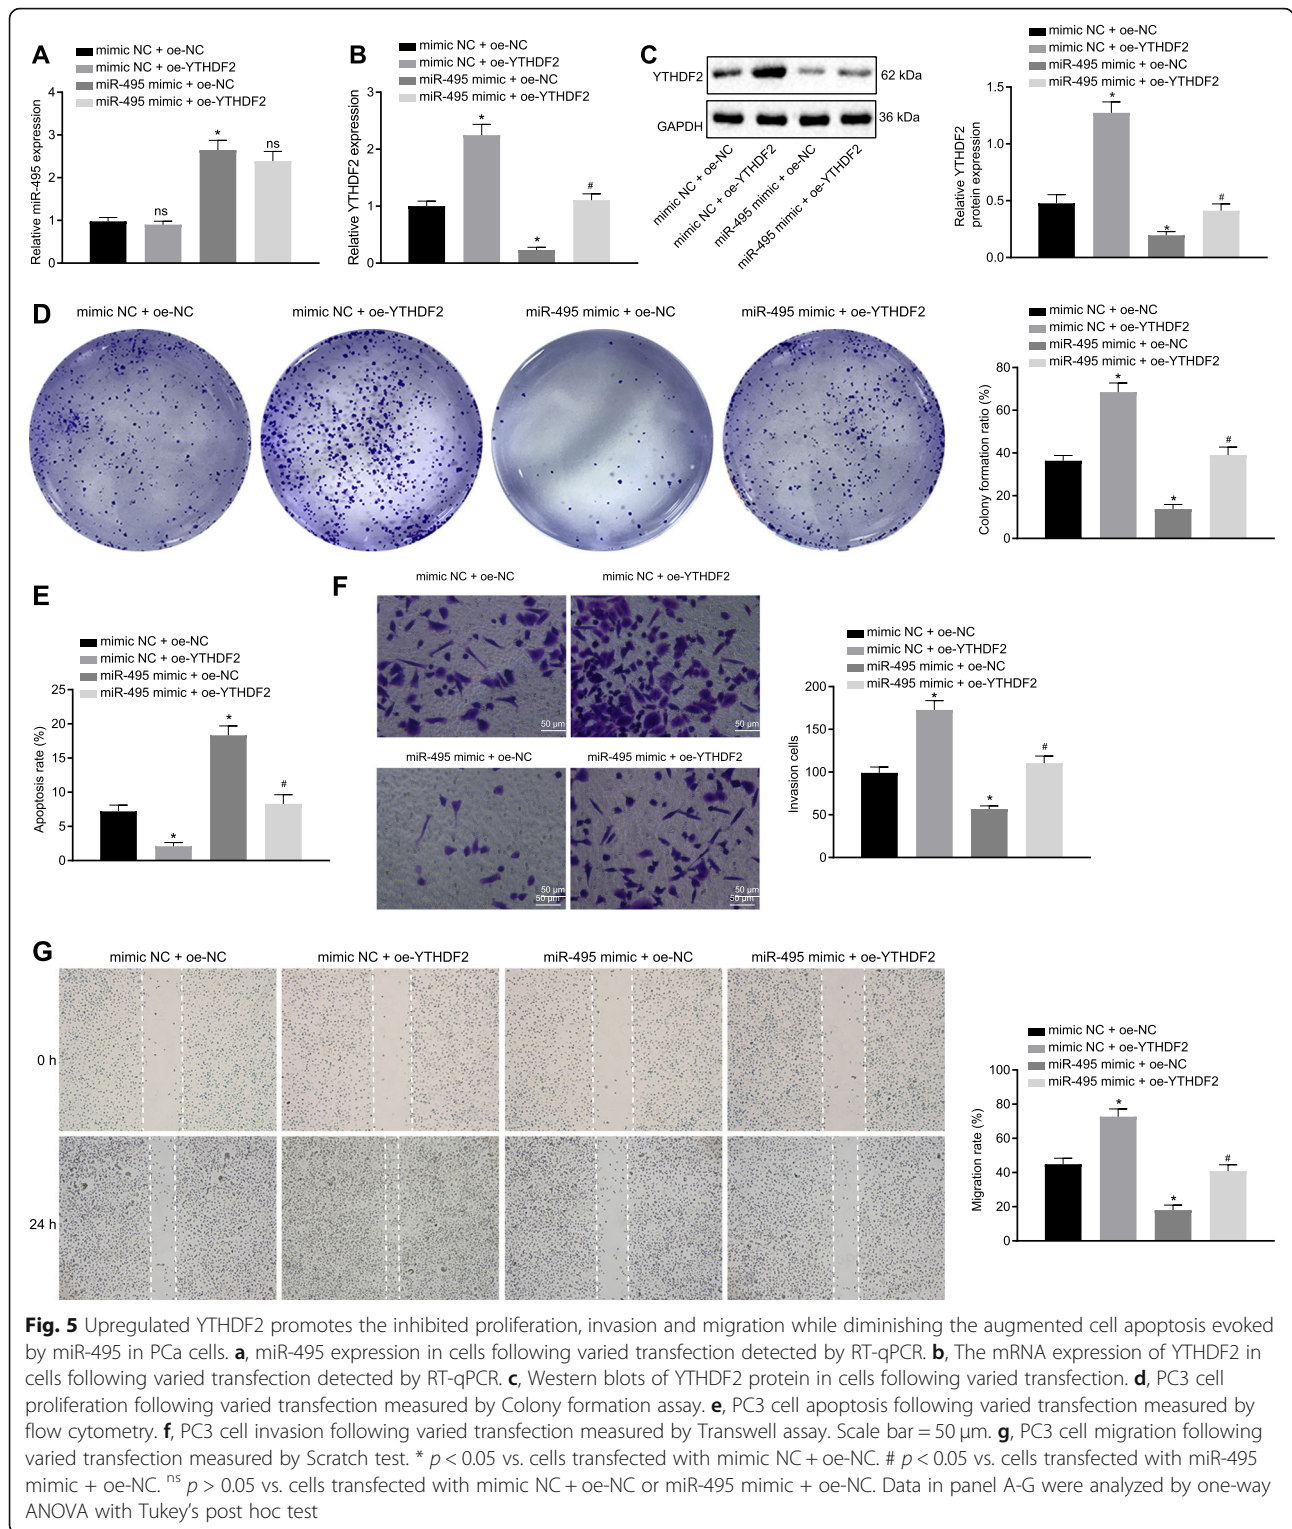 A
mimic NC + oe-NC
mimic NC + oe-YTHDF2
miR-495 mimic + oe-NC
miR-495 mimic + oe-YTHDF2
Relative miR-495 expression
4
3
2
1
0
ns
*
ns
B
mimic NC + oe-NC
mimic NC + oe-YTHDF2
miR-495 mimic + oe-NC
miR-495 mimic + oe-YTHDF2
Relative YTHDF2 expression
3
2
1
0
*
*
#
C
YTHDF2
62 kDa
GAPDH
36 kDa
mimic NC + oe-NC
mimic NC + oe-YTHDF2
miR-495 mimic + oe-NC
miR-495 mimic + oe-YTHDF2
mimic NC + oe-NC
mimic NC + oe-YTHDF2
miR-495 mimic + oe-NC
miR-495 mimic + oe-YTHDF2
Relative YTHDF2
protein expression
1.5
1.0
0.5
0.0
*
*
#
D
mimic NC + oe-NC
mimic NC + oe-YTHDF2
miR-495 mimic + oe-NC
miR-495 mimic + oe-YTHDF2
mimic NC + oe-NC
mimic NC + oe-YTHDF2
miR-495 mimic + oe-NC
miR-495 mimic + oe-YTHDF2
Colony formation ratio (%)
80
60
40
20
0
*
*
#
E
mimic NC + oe-NC
mimic NC + oe-YTHDF2
miR-495 mimic + oe-NC
miR-495 mimic + oe-YTHDF2
Apoptosis rate (%)
25
20
15
10
5
0
*
*
#
F
mimic NC + oe-NC
mimic NC + oe-YTHDF2
50 µm
50 µm
miR-495 mimic + oe-NC
miR-495 mimic + oe-YTHDF2
50 µm
50 µm
50 µm
50 µm
mimic NC + oe-NC
mimic NC + oe-YTHDF2
miR-495 mimic + oe-NC
miR-495 mimic + oe-YTHDF2
Invasion cells
200
150
100
50
0
*
*
#
G
mimic NC + oe-NC
mimic NC + oe-YTHDF2
miR-495 mimic + oe-NC
miR-495 mimic + oe-YTHDF2
0 h
24 h
mimic NC + oe-NC
mimic NC + oe-YTHDF2
miR-495 mimic + oe-NC
miR-495 mimic + oe-YTHDF2
Migration rate (%)
100
80
60
40
20
0
*
*
#
Fig. 5 Upregulated YTHDF2 promotes the inhibited proliferation, invasion and migration while diminishing the augmented cell apoptosis evoked
by miR-495 in PCa cells. a, miR-495 expression in cells following varied transfection detected by RT-qPCR. b, The mRNA expression of YTHDF2 in
cells following varied transfection detected by RT-qPCR. c, Western blots of YTHDF2 protein in cells following varied transfection. d, PC3 cell
proliferation following varied transfection measured by Colony formation assay. e, PC3 cell apoptosis following varied transfection measured by
flow cytometry. f, PC3 cell invasion following varied transfection measured by Transwell assay. Scale bar = 50 µm. g, PC3 cell migration following
varied transfection measured by Scratch test. * p < 0.05 vs. cells transfected with mimic NC + oe-NC. # p < 0.05 vs. cells transfected with miR-495
mimic + oe-NC. ns p > 0.05 vs. cells transfected with mimic NC + oe-NC or miR-495 mimic + oe-NC. Data in panel A-G were analyzed by one-way
ANOVA with Tukey's post hoc test